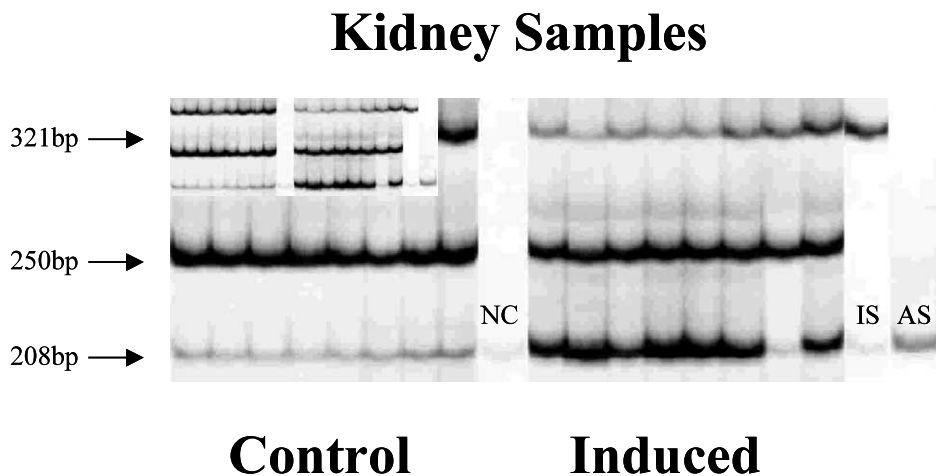 Kidney Samples
321bp
250bp
NC
IS AS
208bp
Control Induced